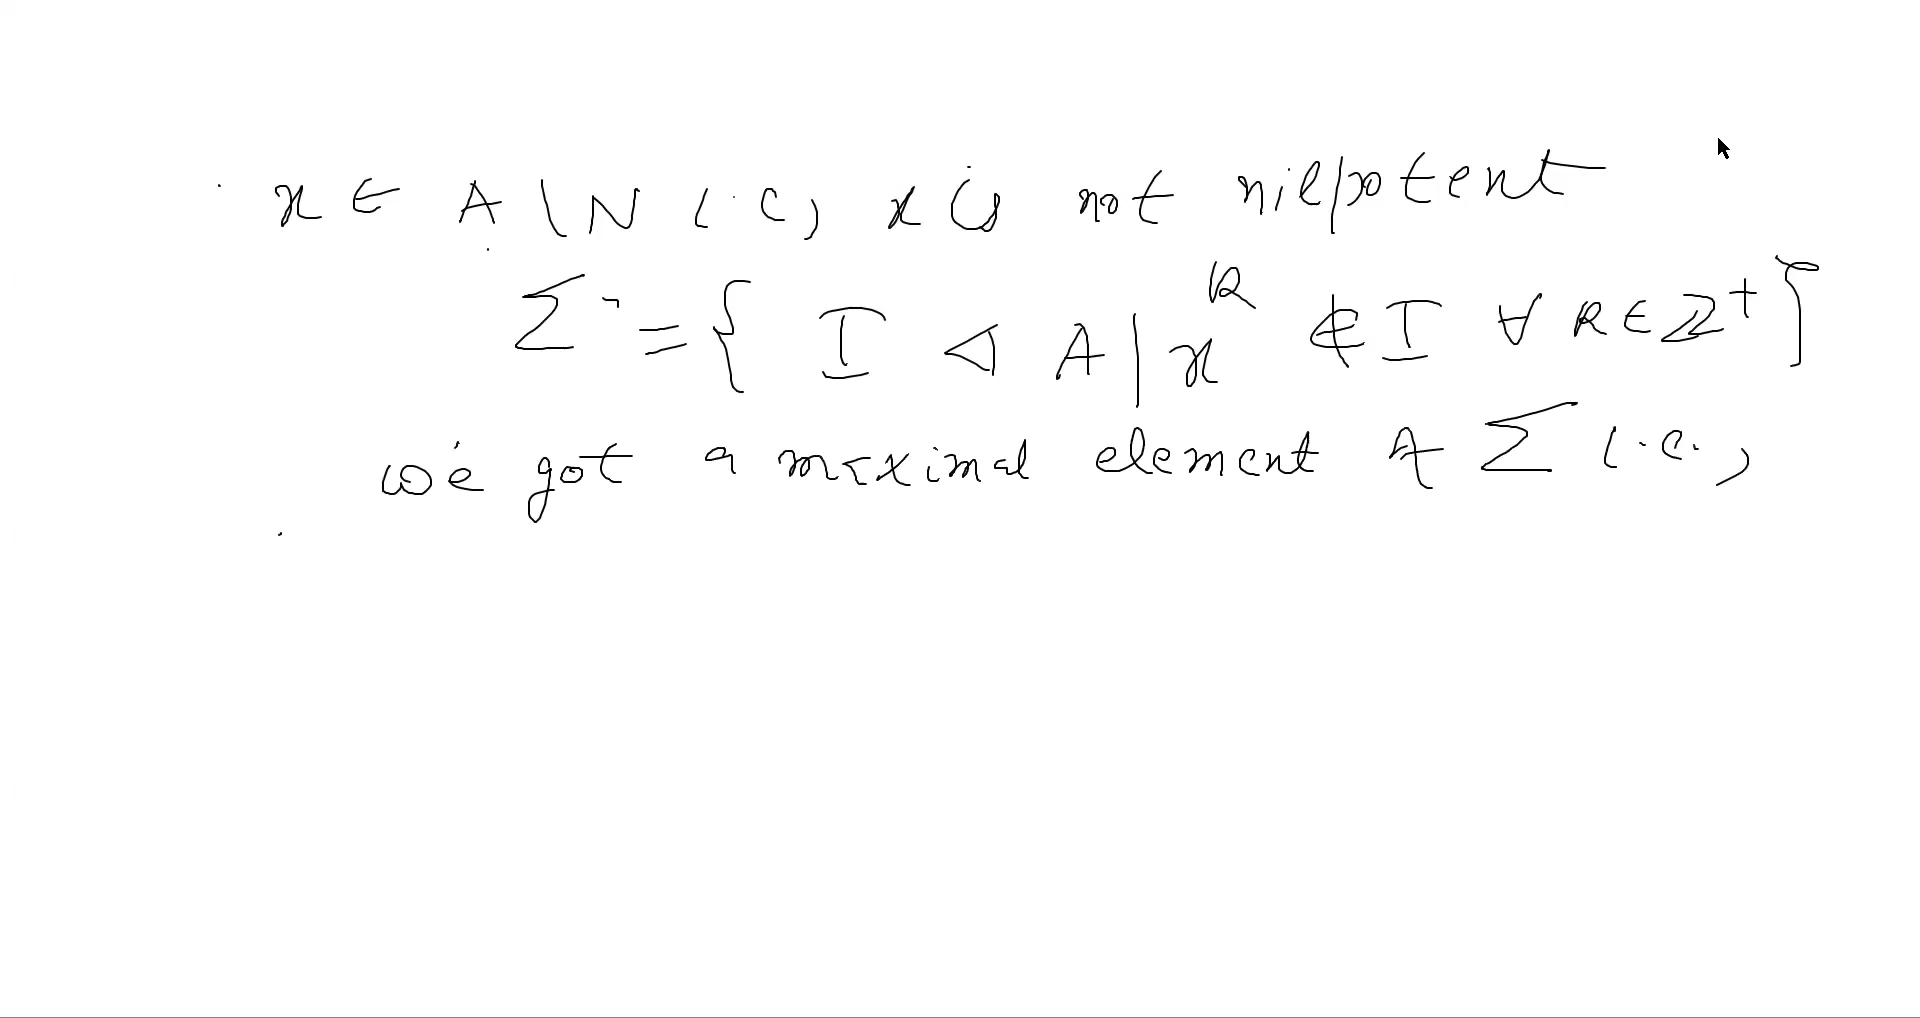 x ∈ A \ N i.e, x is not nilpotent
Σ = { I ◁ A | x^k ∉ I ∀ k ∈ ℤ⁺ }
we got a maximal element of Σ i.e.,